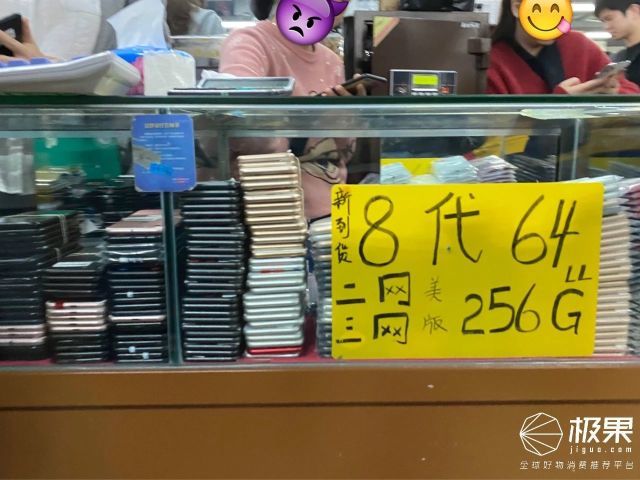 新到货 8代 64
二网 美 256G LL
三网 版
极果
jiguo.com
全球好物消费推荐平台